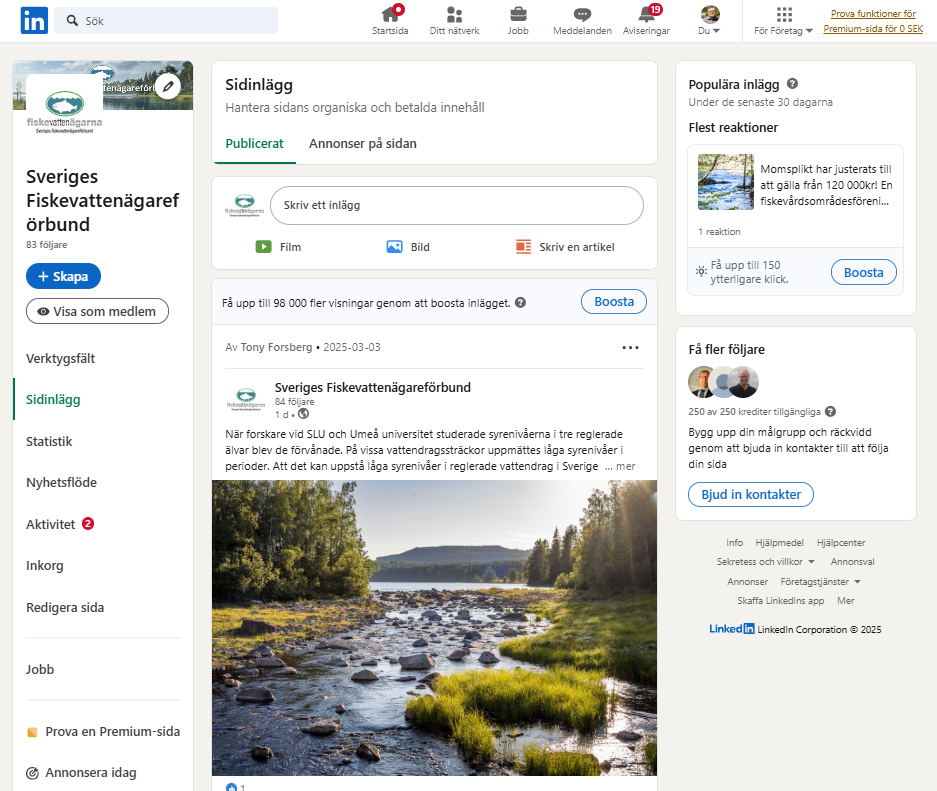 in
Sök
Startsida
Ditt nätverk
Jobb
Meddelanden
19
Aviseringar
Du
För Företag
Prova funktioner för
Premium-sida för 0 SEK
fiskevattenägarna
Sveriges fiskevattenägareförbund
Sveriges
Fiskevattenägaref
örbund
83 följare
+ Skapa
Visa som medlem
Verktygsfält
Sidinlägg
Statistik
Nyhetsflöde
Aktivitet 2
Inkorg
Redigera sida
Jobb
Prova en Premium-sida
Annonsera idag
Sidinlägg
Hantera sidans organiska och betalda innehåll
Publicerat
Annonser på sidan
Skriv ett inlägg
Film
Bild
Skriv en artikel
Få upp till 98 000 fler visningar genom att boosta inlägget. ?
Boosta
Av Tony Forsberg • 2025-03-03
Sveriges Fiskevattenägareförbund
84 följare
1 d •
När forskare vid SLU och Umeå universitet studerade syrenivåerna i tre reglerade
älvar blev de förvånade. På vissa vattendragssträckor uppmättes låga syrenivåer i
perioder. Att det kan uppstå låga syrenivåer i reglerade vattendrag i Sverige ... mer
1
Populära inlägg ?
Under de senaste 30 dagarna
Flest reaktioner
Momsplikt har justerats till
att gälla från 120 000kr! En
fiskevårdsområdesföreni...
1 reaktion
Få upp till 150
ytterligare klick.
Boosta
Få fler följare
250 av 250 krediter tillgängliga ?
Bygg upp din målgrupp och räckvidd
genom att bjuda in kontakter till att följa
din sida
Bjud in kontakter
Info Hjälpmedel Hjälpcenter
Sekretess och villkor Annonsval
Annonser Företagstjänster
Skaffa LinkedIns app Mer
Linked in LinkedIn Corporation © 2025